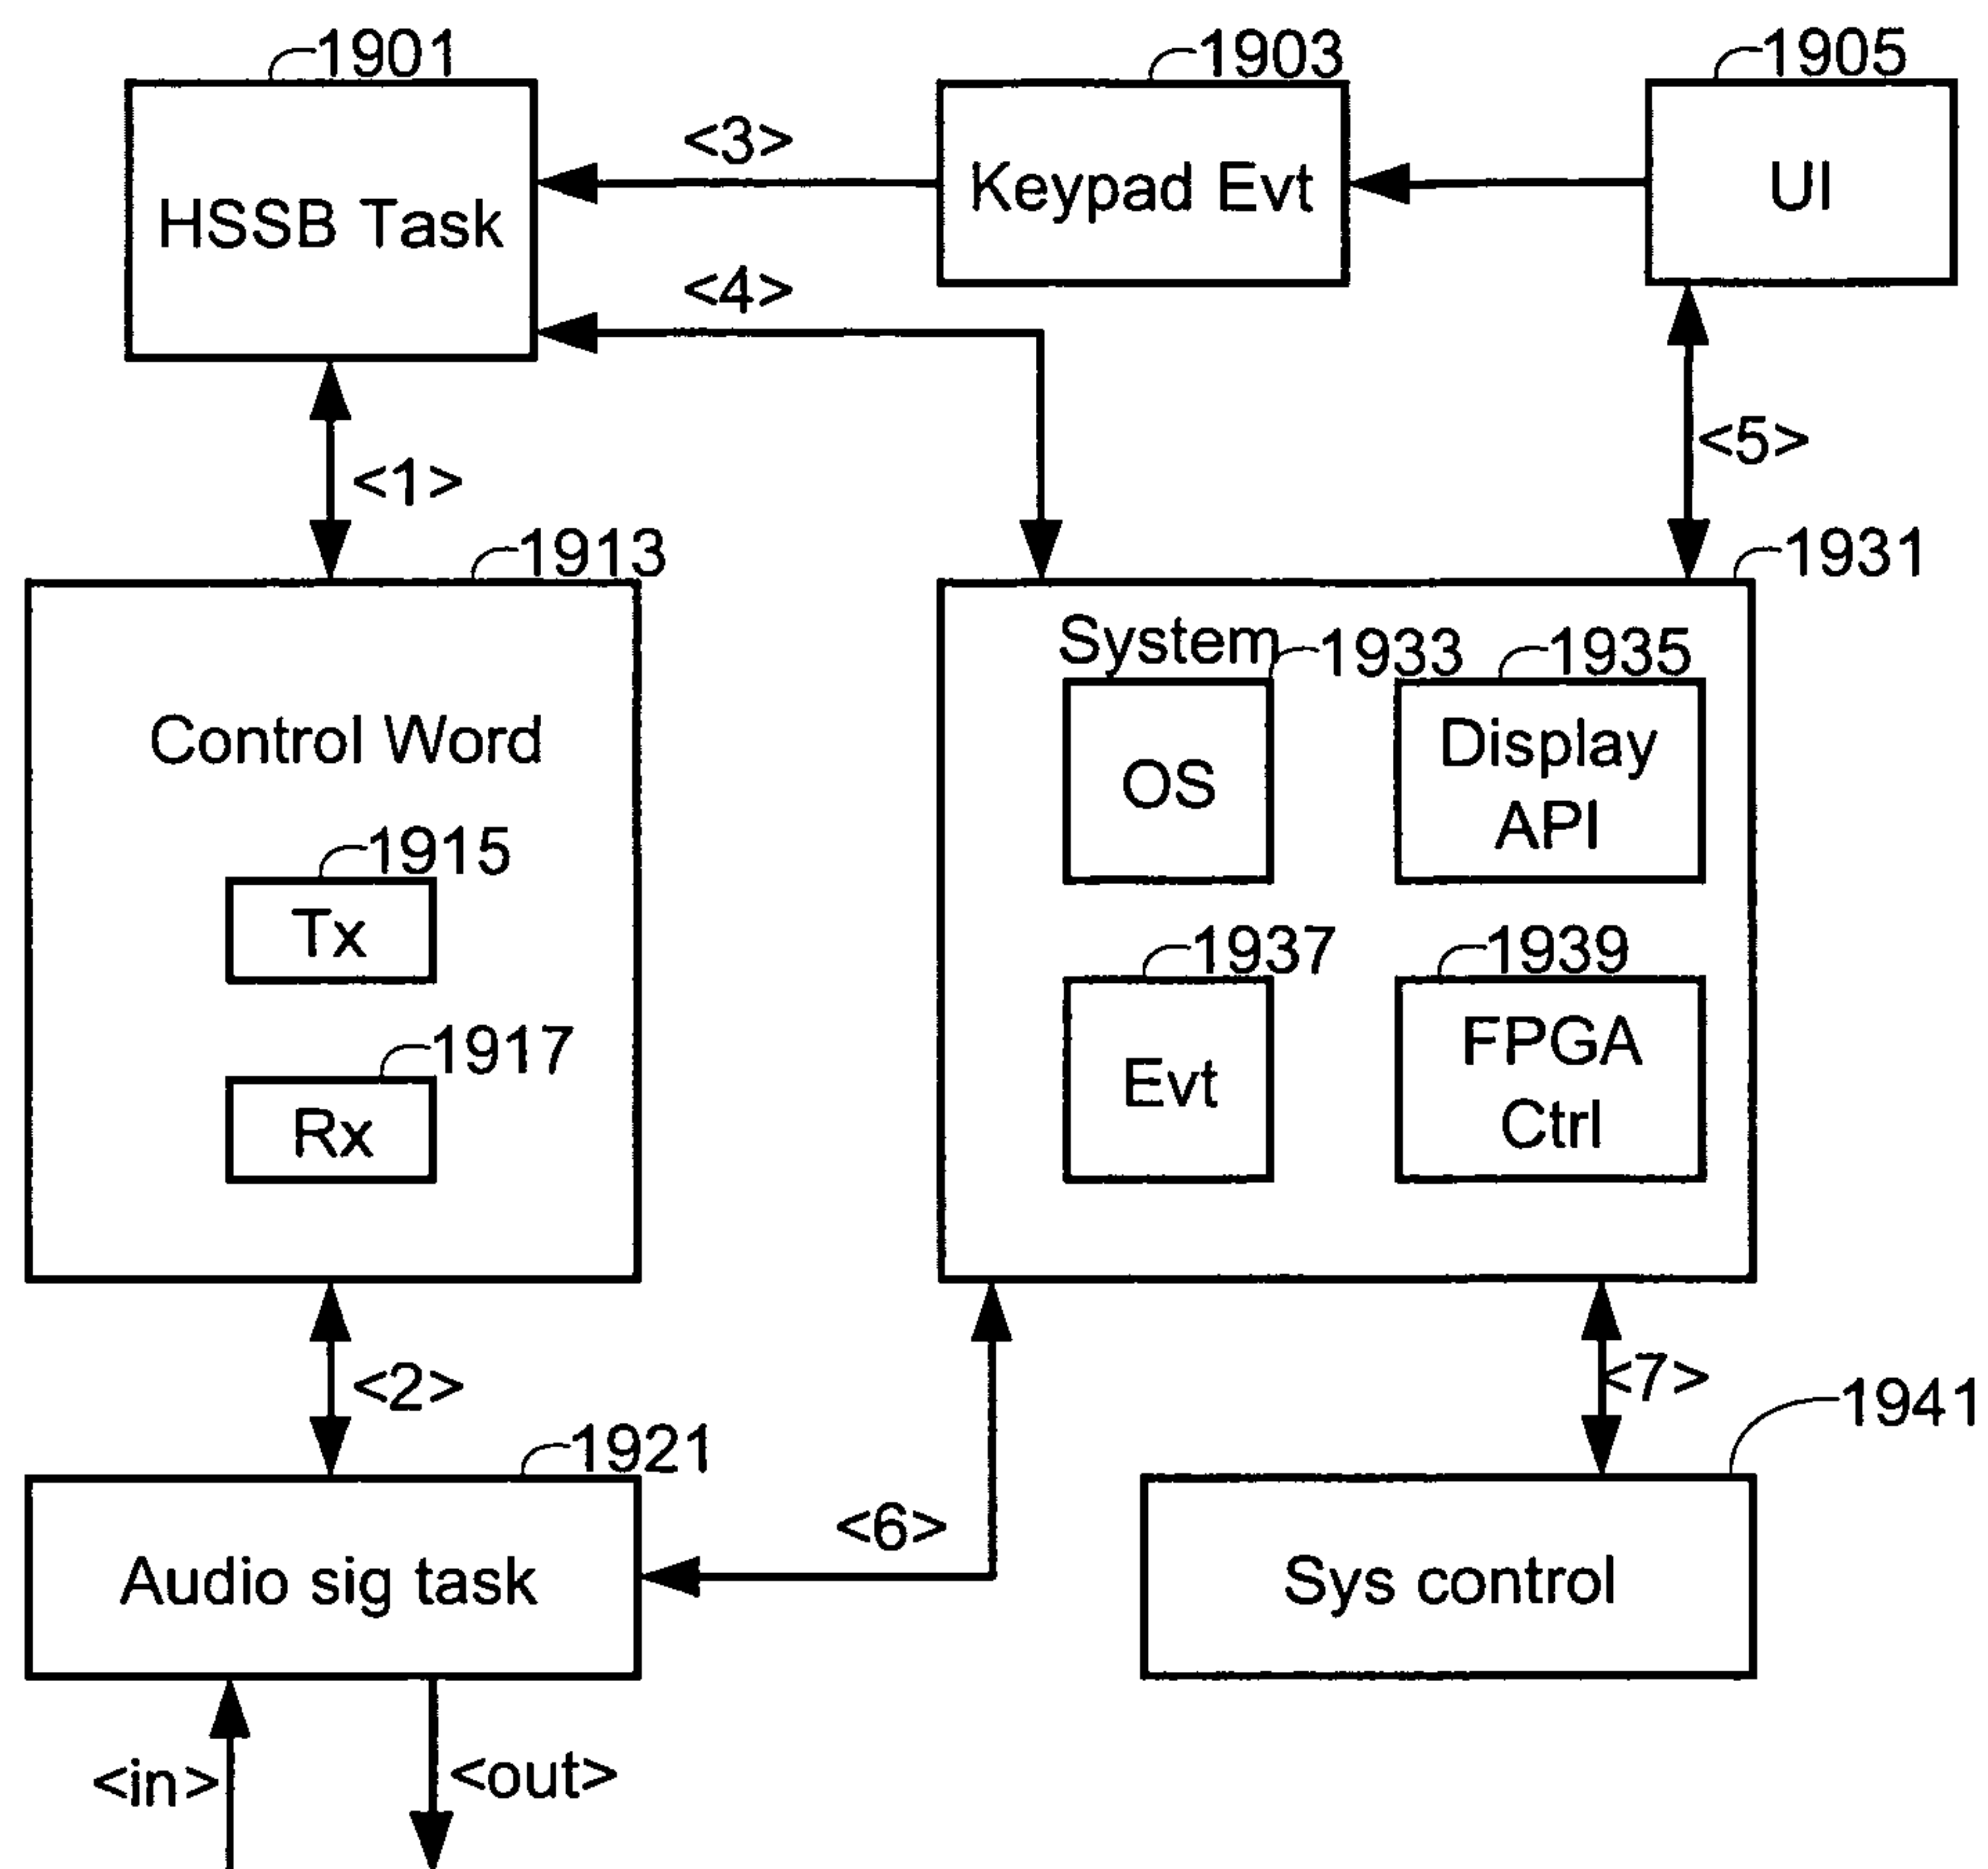 1901
1903
1905
HSSB Task
<3>
Keypad Evt
UI
<4>
<1>
<5>
1913
1931
Control Word
System
1933
1935
OS
Display
API
1915
Tx
1937
1939
Evt
FPGA
Ctrl
1917
Rx
<2>
<7>
1941
1921
<6>
Audio sig task
Sys control
<in>
<out>